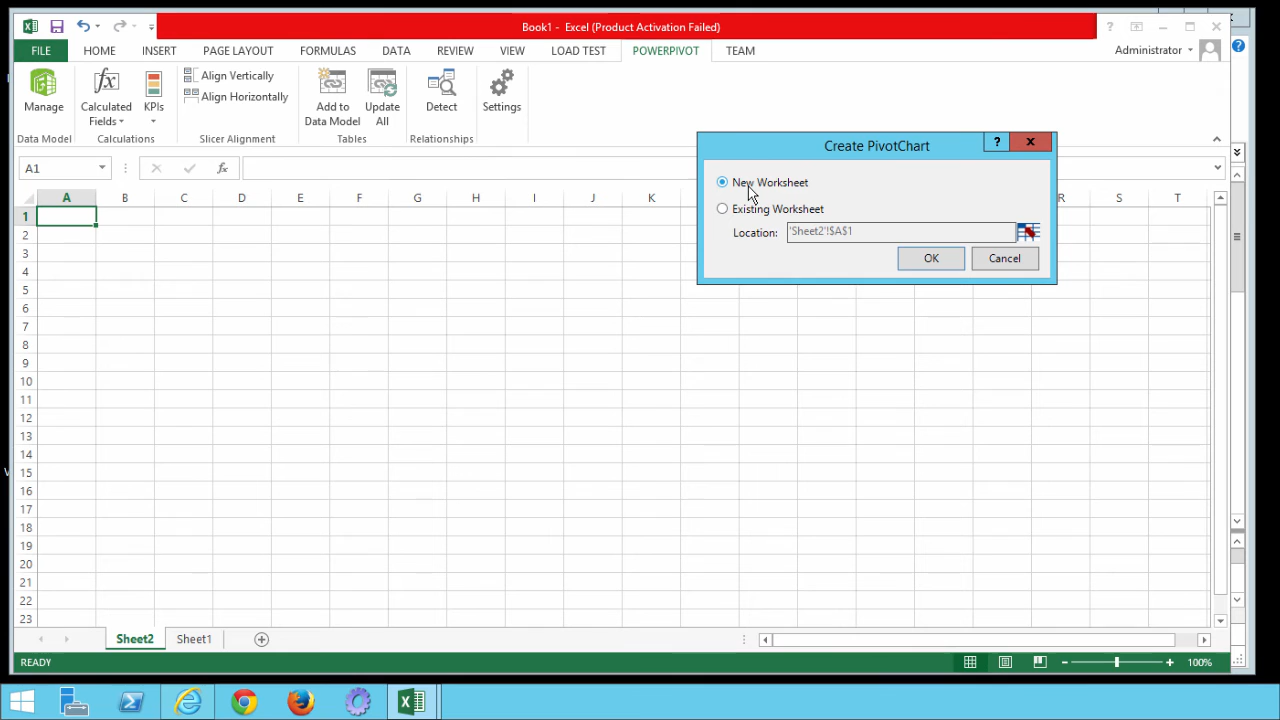 Book1 - Excel (Product Activation Failed)
FILE HOME INSERT PAGE LAYOUT FORMULAS DATA REVIEW VIEW LOAD TEST POWERPIVOT TEAM Administrator
Manage
Calculated Fields
KPIs
Align Vertically
Align Horizontally
Add to Data Model
Update All
Detect
Settings
Data Model Calculations Slicer Alignment Tables Relationships
A1 fx
Create PivotChart
New Worksheet
Existing Worksheet
Location: 'Sheet2'!$A$1
OK Cancel
A B C D E F G H I J K R S T
1
2
3
4
5
6
7
8
9
10
11
12
13
14
15
16
17
18
19
20
21
22
23
Sheet2 Sheet1
READY 100%